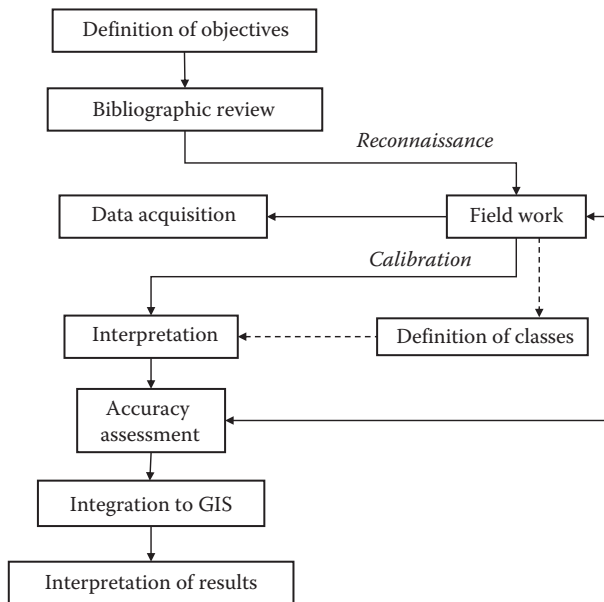 Definition of objectives
Bibliographic review
Reconnaissance
Data acquisition
Field work
Calibration
Interpretation
Definition of classes
Accuracy
assessment
Integration to GIS
Interpretation of results